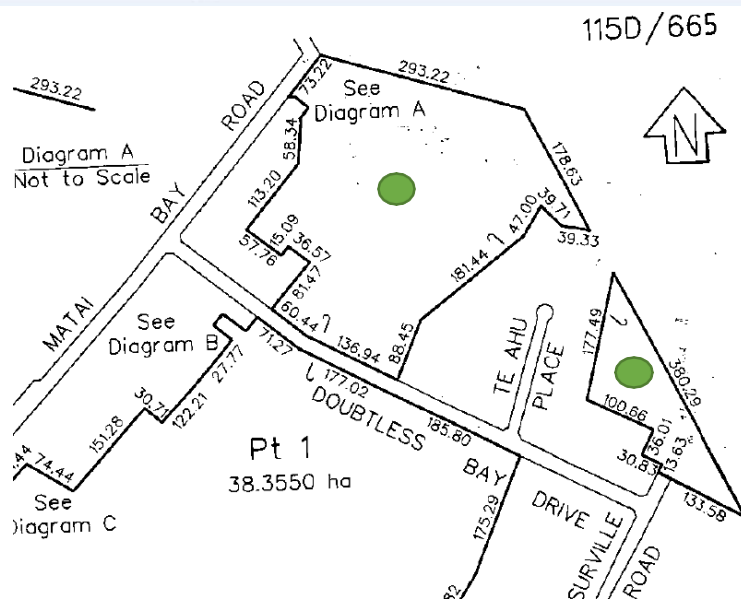 115D/665
293.22
Diagram A
Not to Scale
MATAI BAY ROAD
73.22
See
Diagram A
293.22
178.63
N
58.34
113.20
57.76
15.09
36.57
81.47
60.44
136.94
88.45
181.44
47.00
39.71
39.33
See
Diagram B
71.27
177.02
185.80
27.77
122.21
30.71
151.28
74.44
.44
See
Diagram C
Pt 1
38.3550 ha
DOUBTLESS BAY DRIVE
TE AHU
PLACE
177.49
380.29
100.66
36.01
30.83
13.63
133.58
175.29
82
SURVILLE
ROAD